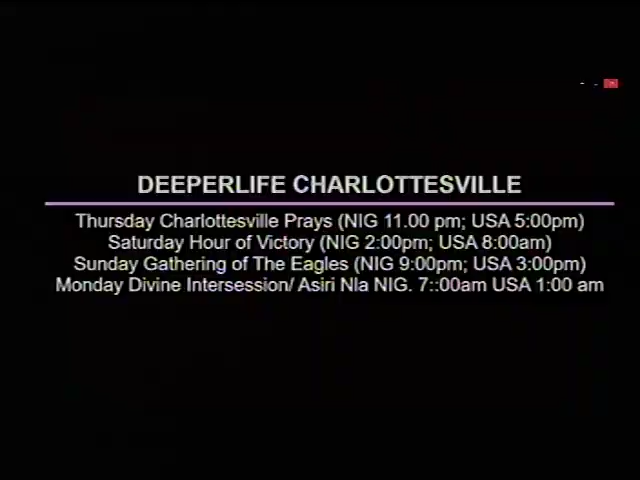 DEEPERLIFE CHARLOTTESVILLE
Thursday Charlottesville Prays (NIG 11.00 pm; USA 5:00pm)
Saturday Hour of Victory (NIG 2:00pm; USA 8:00am)
Sunday Gathering of The Eagles (NIG 9:00pm; USA 3:00pm)
Monday Divine Intersession/ Asiri Nla NIG. 7::00am USA 1:00 am